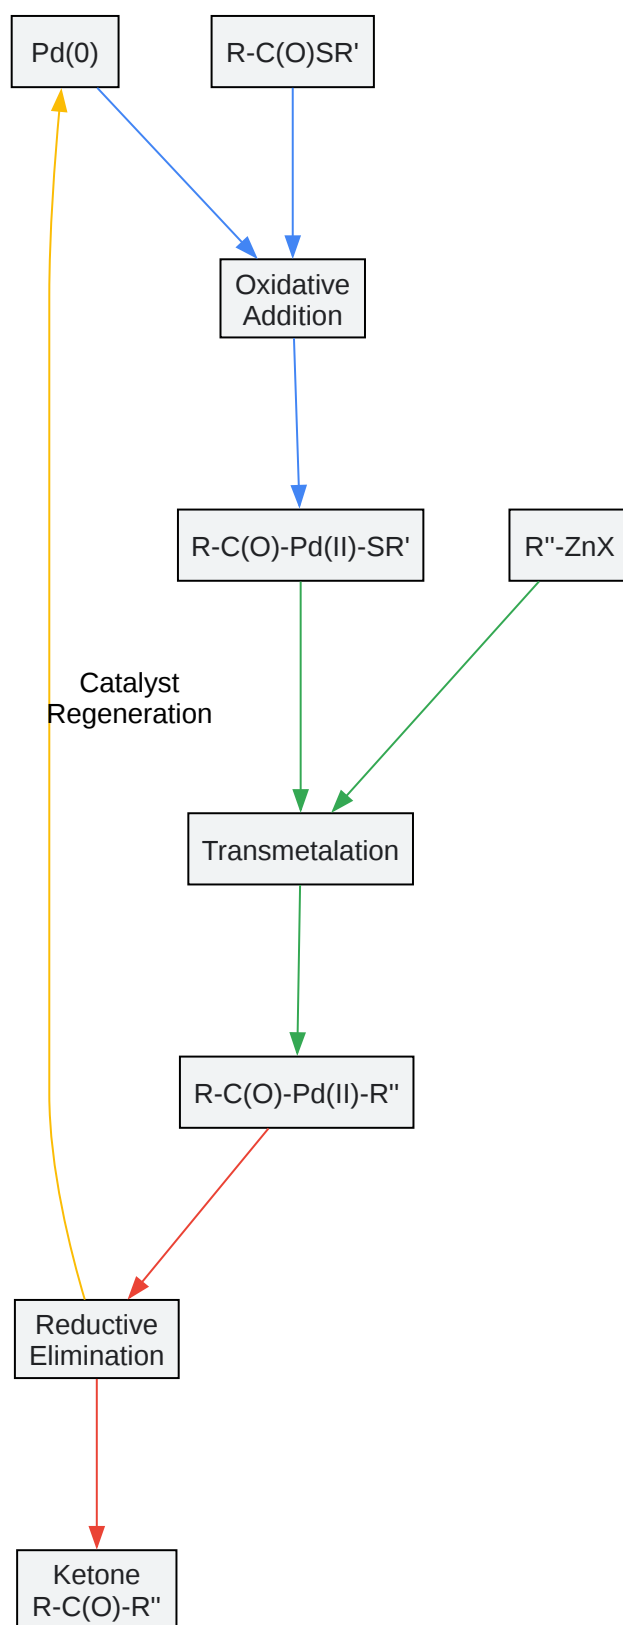 Pd(0)
R-C(O)SR'
Oxidative
Addition
R-C(O)-Pd(II)-SR'
R''-ZnX
Catalyst
Regeneration
Transmetalation
R-C(O)-Pd(II)-R''
Reductive
Elimination
Ketone
R-C(O)-R''